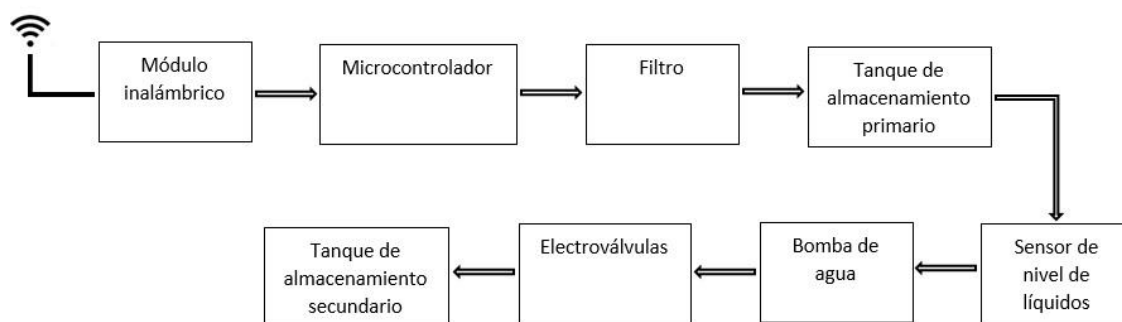 Módulo
inalámbrico
Microcontrolador
Filtro
Tanque de
almacenamiento
primario
Sensor de
nivel de
líquidos
Bomba de
agua
Electroválvulas
Tanque de
almacenamiento
secundario